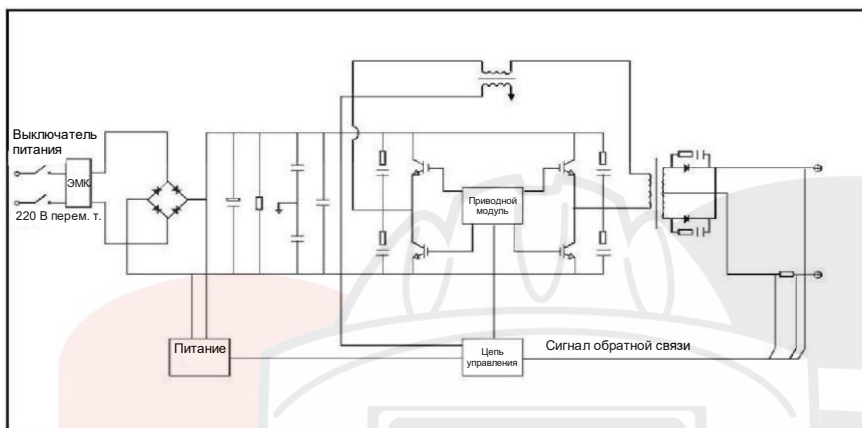 Выключатель
питания
ЭМК
220 В перем. т.
Приводной
модуль
Питание
Цепь
управления
Сигнал обратной связи